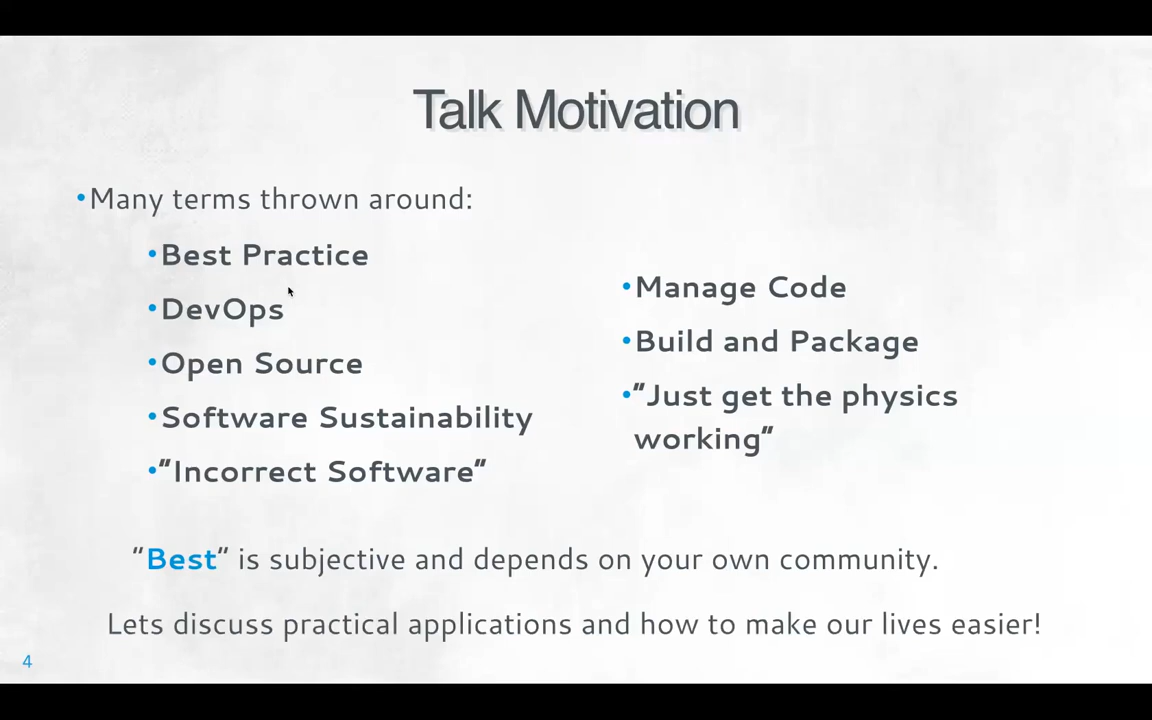 Talk Motivation
•Many terms thrown around:
•Best Practice
•DevOps
•Open Source
•Software Sustainability
•"Incorrect Software"
•Manage Code
•Build and Package
•"Just get the physics
working"
"Best" is subjective and depends on your own community.
Lets discuss practical applications and how to make our lives easier!
4